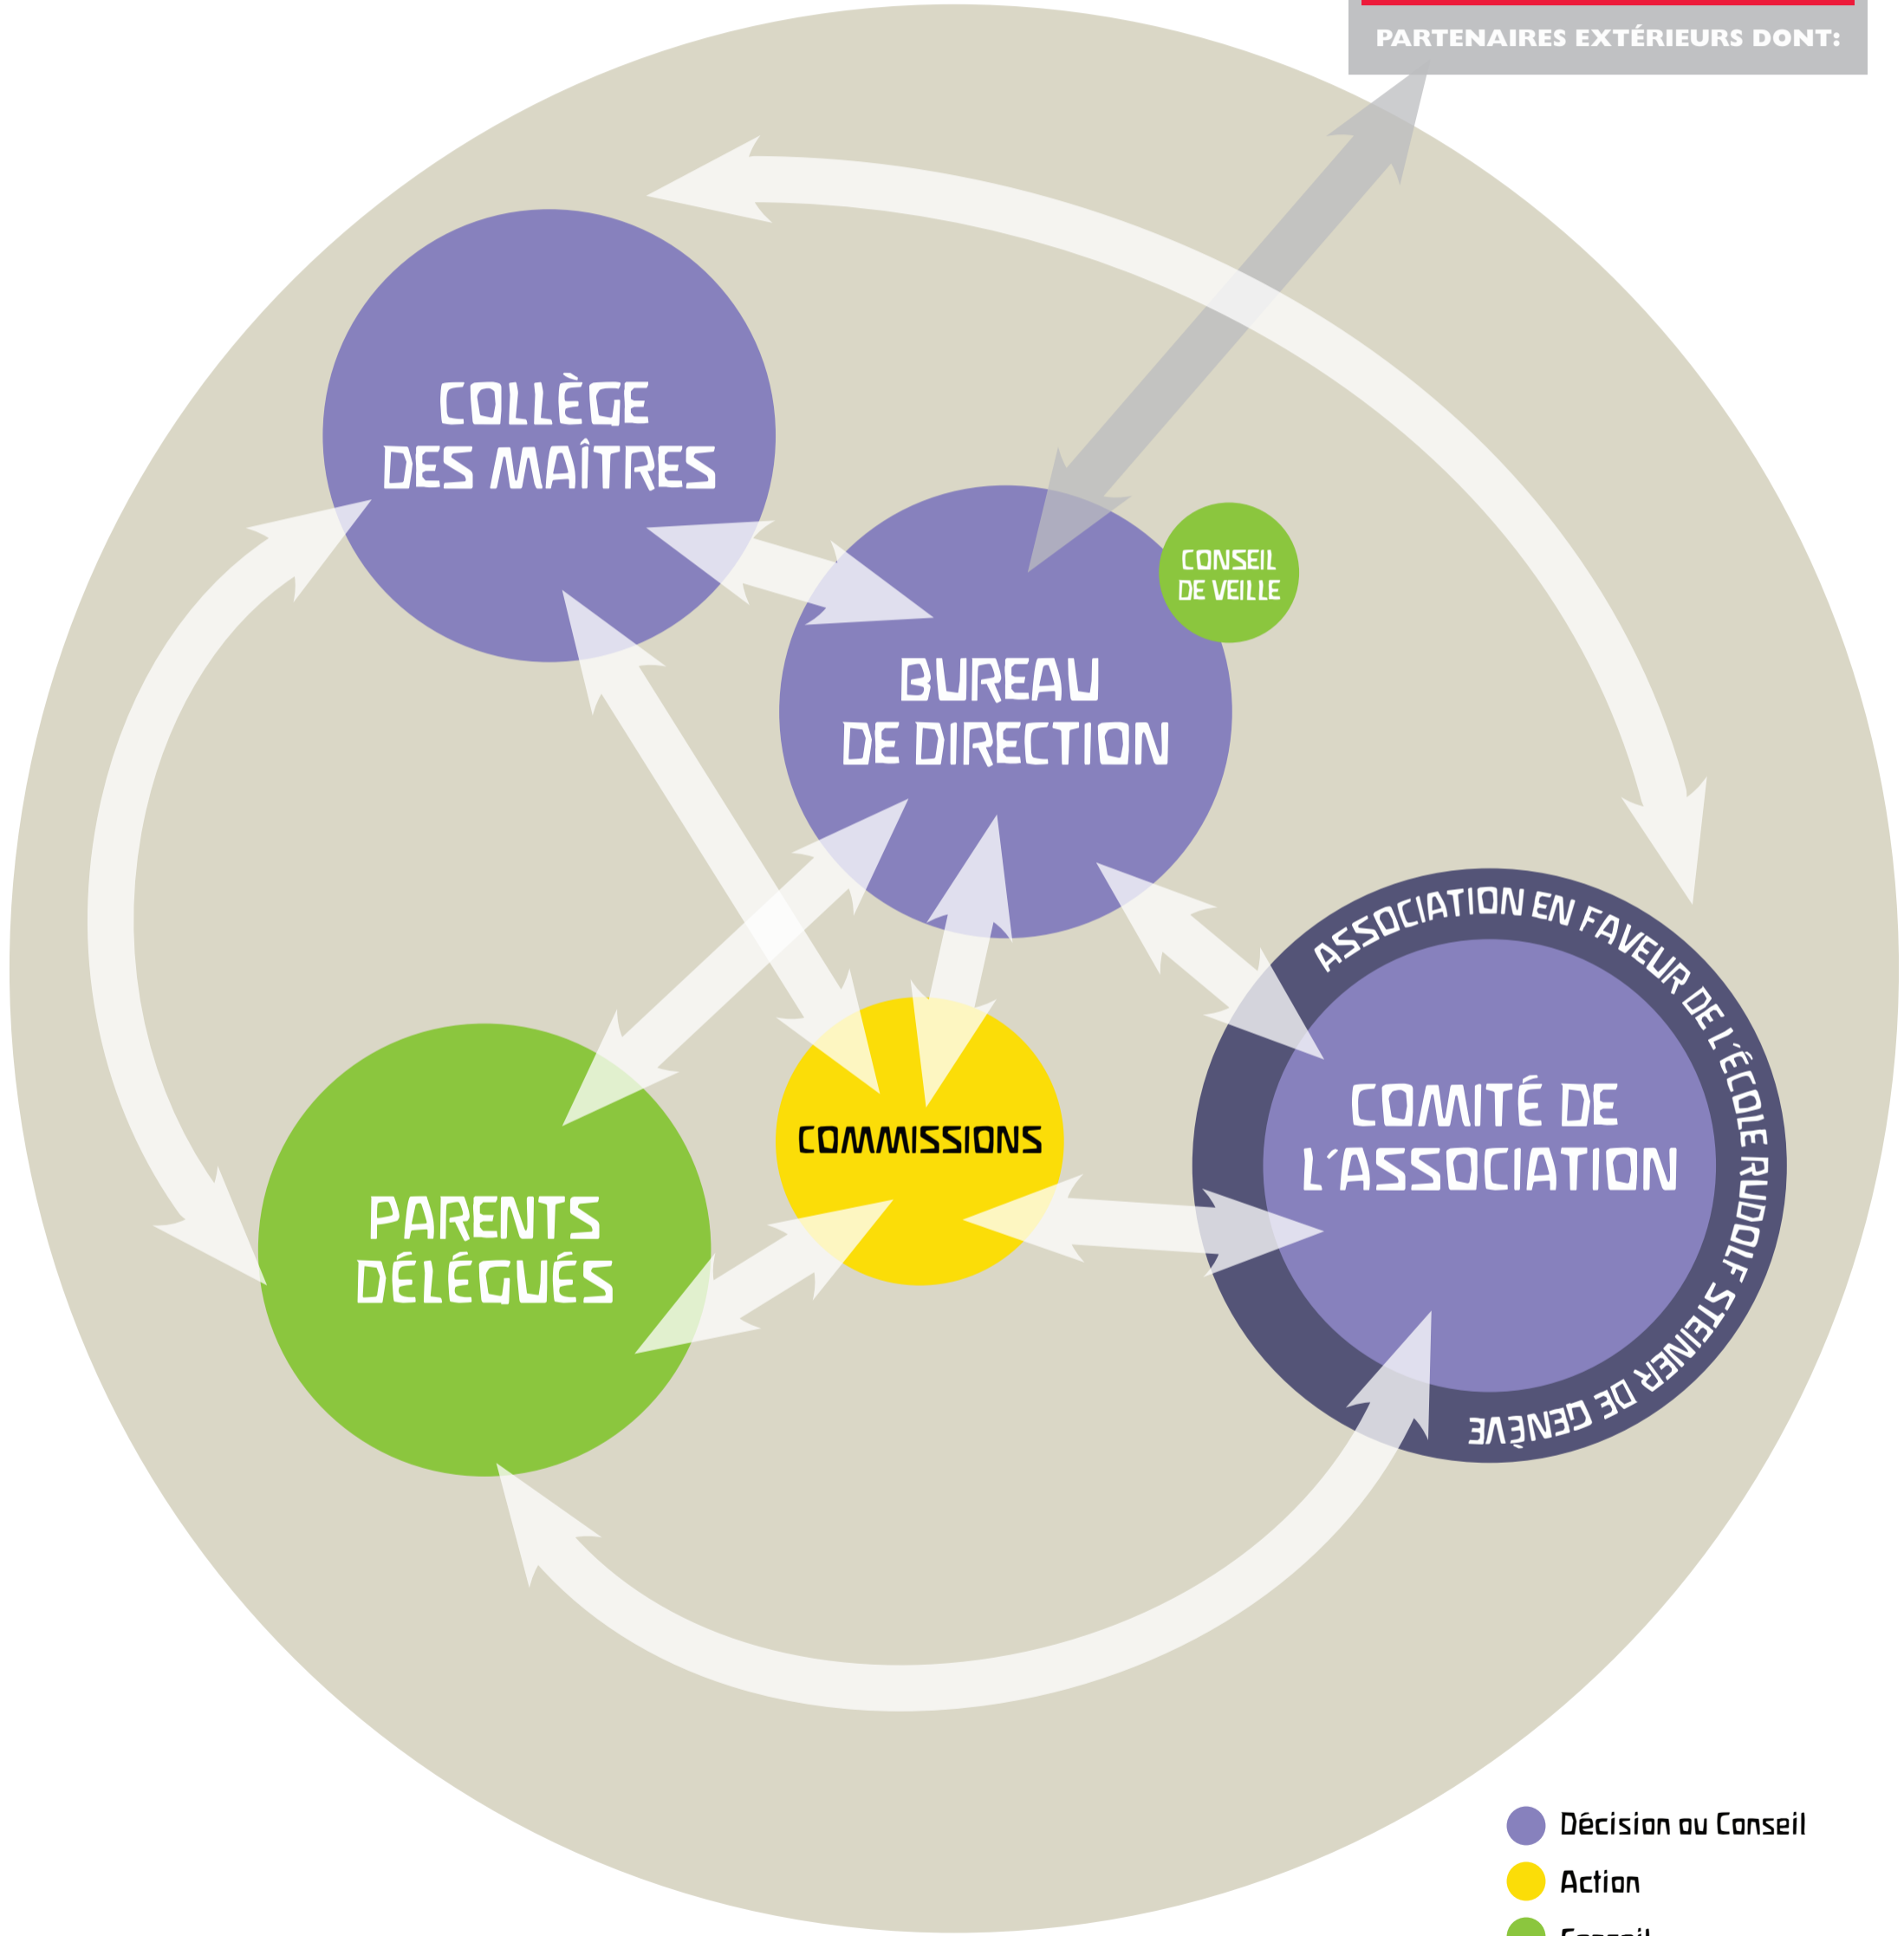 PARTENAIRES EXTÉRIEURS DONT:
COLLÈGE
DES MAÎTRES
CONSEIL
DE VEILLE
BUREAU
DE DIRECTION
ASSOCIATION EN FAVEUR DE L'ÉCOLE RUDOLF STEINER DE GENÈVE
COMITÉ DE
L'ASSOCIATION
COMMISSIONS
PARENTS
DÉLÉGUÉS
Décision ou Conseil
Action
Conseil